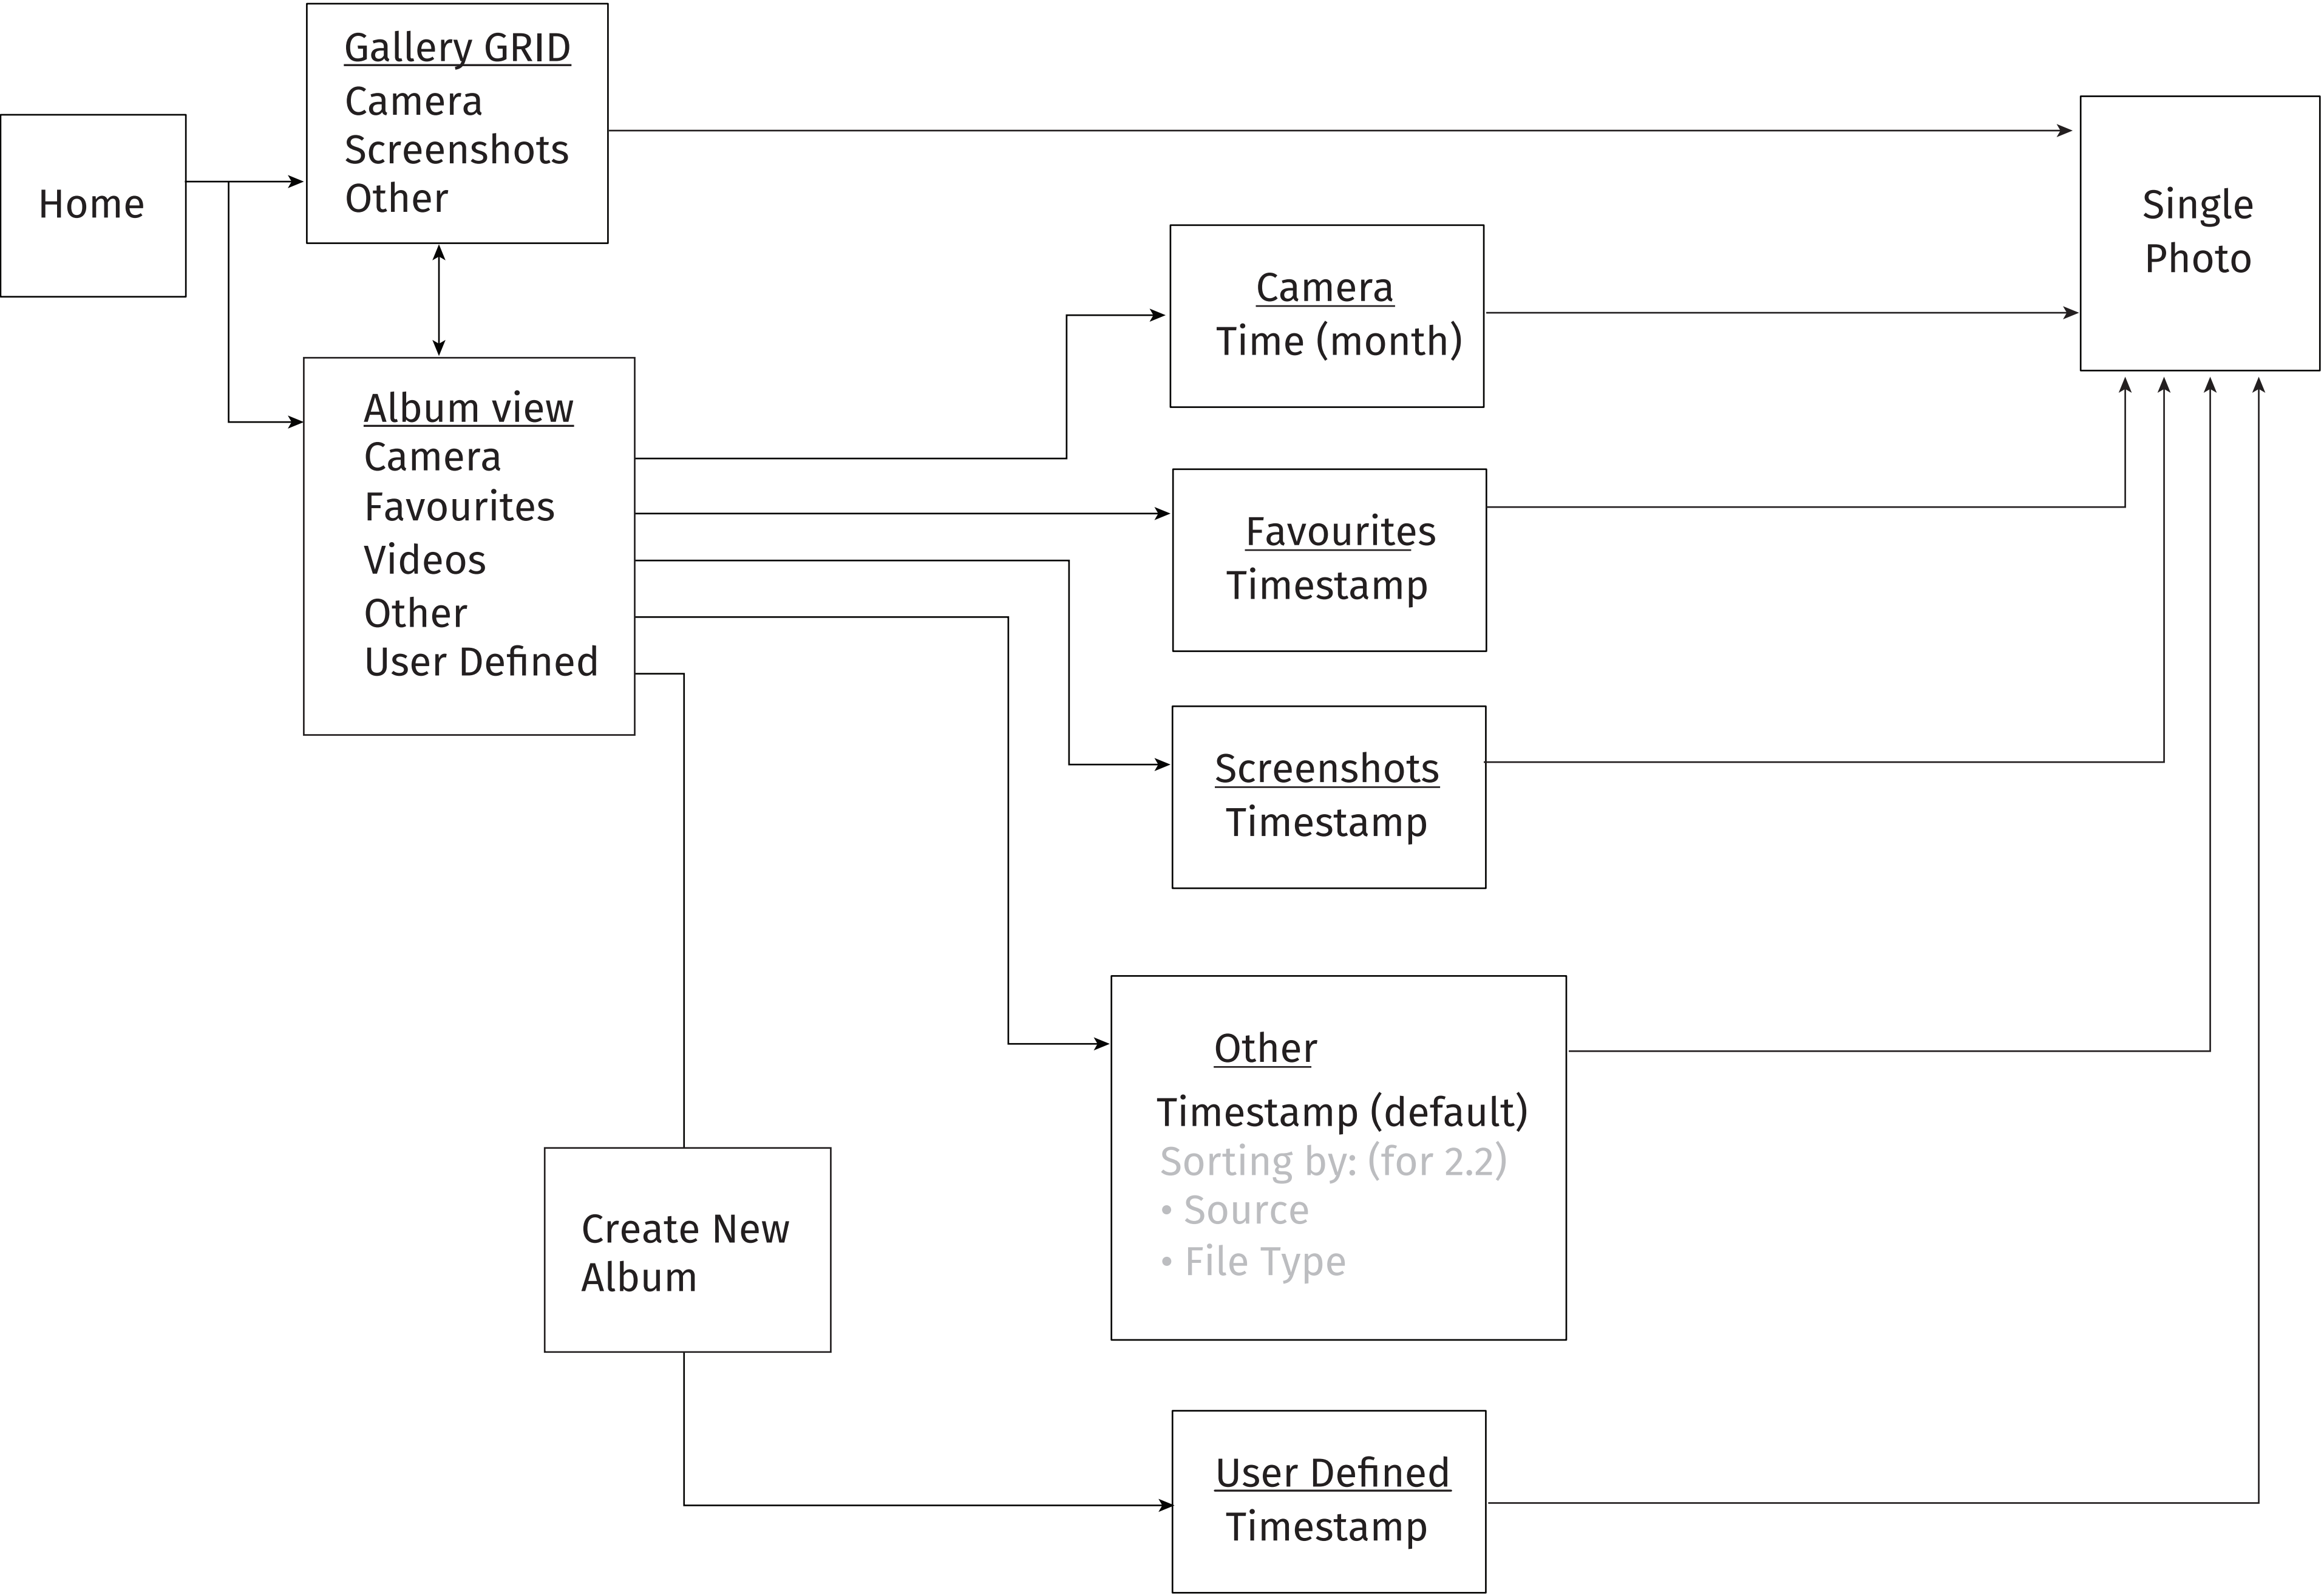 Home
Gallery GRID
Camera
Screenshots
Other
Album view
Camera
Favourites
Videos
Other
User Defined
Create New
Album
Camera
Time (month)
Favourites
Timestamp
Screenshots
Timestamp
Other
Timestamp (default)
Sorting by: (for 2.2)
• Source
• File Type
User Defined
Timestamp
Single
Photo